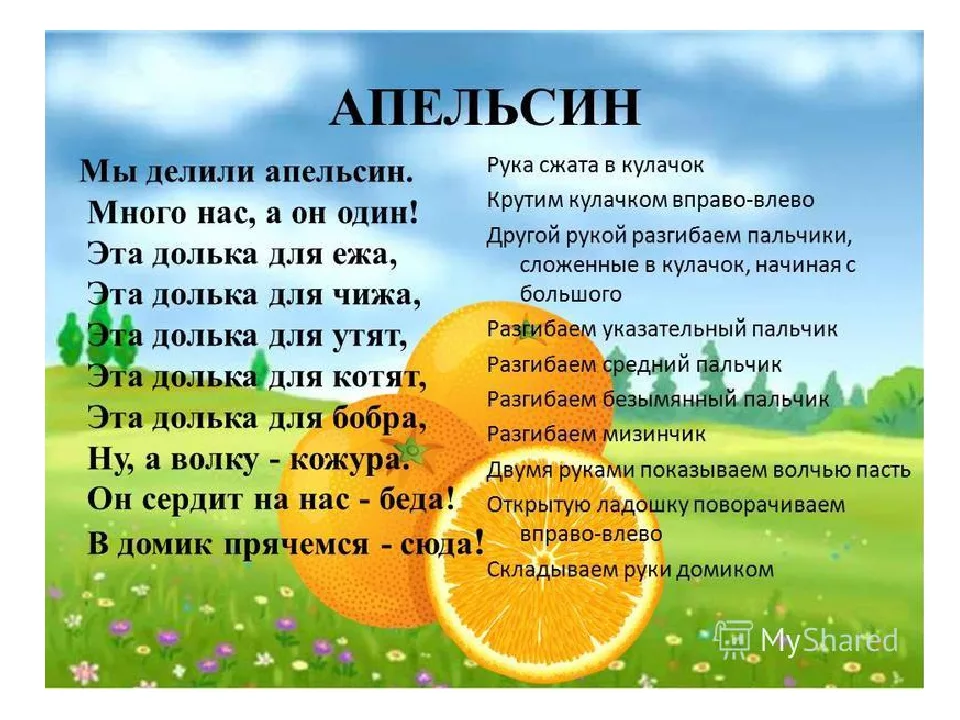 АПЕЛЬСИН
Мы делили апельсин.
Много нас, а он один!
Эта долька для ежа,
Эта долька для чижа,
Эта долька для утят,
Эта долька для котят,
Эта долька для бобра,
Ну, а волку - кожура.
Он сердит на нас - беда!
В домик прячемся - сюда!
Рука сжата в кулачок
Крутим кулачком вправо-влево
Другой рукой разгибаем пальчики,
сложенные в кулачок, начиная с
большого
Разгибаем указательный пальчик
Разгибаем средний пальчик
Разгибаем безымянный пальчик
Разгибаем мизинчик
Двумя руками показываем волчью пасть
Открытую ладошку поворачиваем
вправо-влево
Складываем руки домиком
MyShared